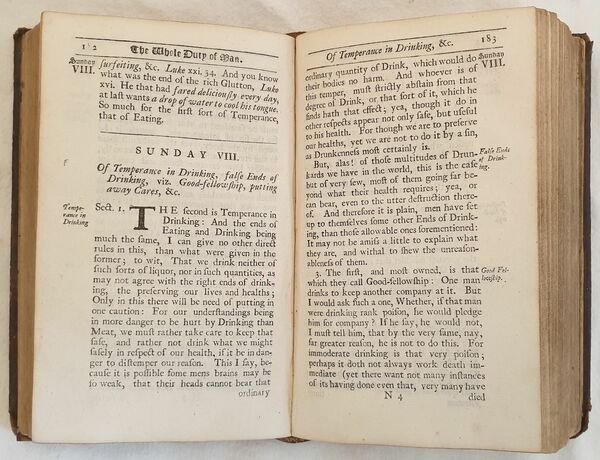 182
The Whole Duty of Man.
Sunday
VIII.
ſurfeiting, &c. Luke xxi. 34. And you know
what was the end of the rich Glutton, Luke
xvi. He that had fared deliciouſly every day,
at laſt wants a drop of water to cool his tongue.
So much for the firſt ſort of Temperance,
that of Eating.
SUNDAY VIII.
Of Temperance in Drinking, falſe Ends of
Drinking, viz. Good-fellowſhip, putting
away Cares, &c.
Tempe-
rance in
Drinking
Sect. 1. THE second is Temperance in
Drinking: And the ends of
Eating and Drinking being
much the ſame, I can give no other direct
rules in this, than what were given in the
former; to wit, That we drink neither of
ſuch ſorts of liquor, nor in ſuch quantities, as
may not agree with the right ends of drink-
ing, the preſerving our lives and healths;
Only in this there will be need of putting in
one caution: For our underſtandings being
in more danger to be hurt by Drinking than
Meat, we muſt rather take care to keep that
ſafe, and rather not drink what we might
ſafely in reſpect of our health, if it be in dan-
ger to diſtemper our reaſon. This I ſay, be-
cauſe it is poſſible ſome mens brains may be
ſo weak, that their heads cannot bear that
ordinary
Of Temperance in Drinking, &c.
183
ordinary quantity of Drink, which would do
their bodies no harm. And whoever is of
this temper, muſt ſtrictly abſtain from that
degree of Drink, or that ſort of it, which he
finds hath that effect; yea, though it do in
other reſpects appear not only ſafe, but uſeful
to his health. For though we are to preſerve
our healths, yet we are not to do it by a ſin,
as Drunkenneſs moſt certainly is.
Sunday
VIII.
But, alas! of thoſe multitudes of Drun-
kards we have in the world, this is the caſe
but of very few, moſt of them going far be-
yond what their health requires; yea, or
can bear, even to the utter deſtruction there-
of. And therefore it is plain, men have ſet
up to themſelves ſome other Ends of Drink-
ing, than thoſe allowable ones forementioned:
It may not be amiſs a little to explain what
they are, and withal to ſhew the unreaſon-
ableneſs of them.
Falſe Ends
of Drink-
ing.
3. The firſt, and moſt owned, is that
which they call Good-fellowſhip: One man
drinks to keep another company at it. But
I would ask ſuch a one, Whether, if that man
were drinking rank poiſon, he would pledge
him for company? If he ſay, he would not,
I muſt tell him, that by the very ſame, nay,
far greater reaſon, he is not to do this. For
immoderate drinking is that very poiſon;
perhaps it doth not always work death im-
mediate (yet there want not many inſtances
of its having done even that, very many have
Good Fel-
lowſhip.
N 4
died